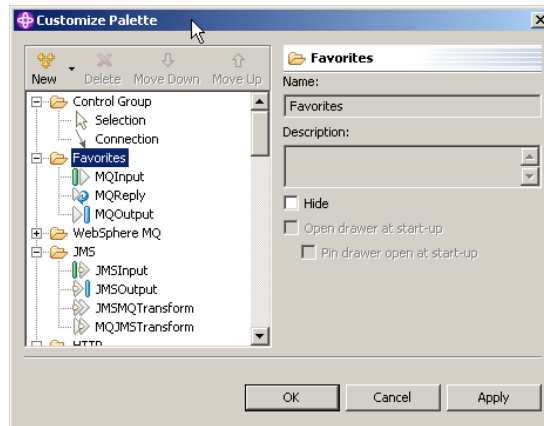 Customize Palette
New Delete Move Down Move Up
Control Group
Selection
Connection
Favorites
MQInput
MQReply
MQOutput
WebSphere MQ
JMS
JMSInput
JMSOutput
JMSMQTransform
MQJMSTransform
HTTP
Favorites
Name:
Favorites
Description:
Hide
Open drawer at start-up
Pin drawer open at start-up
OK Cancel Apply